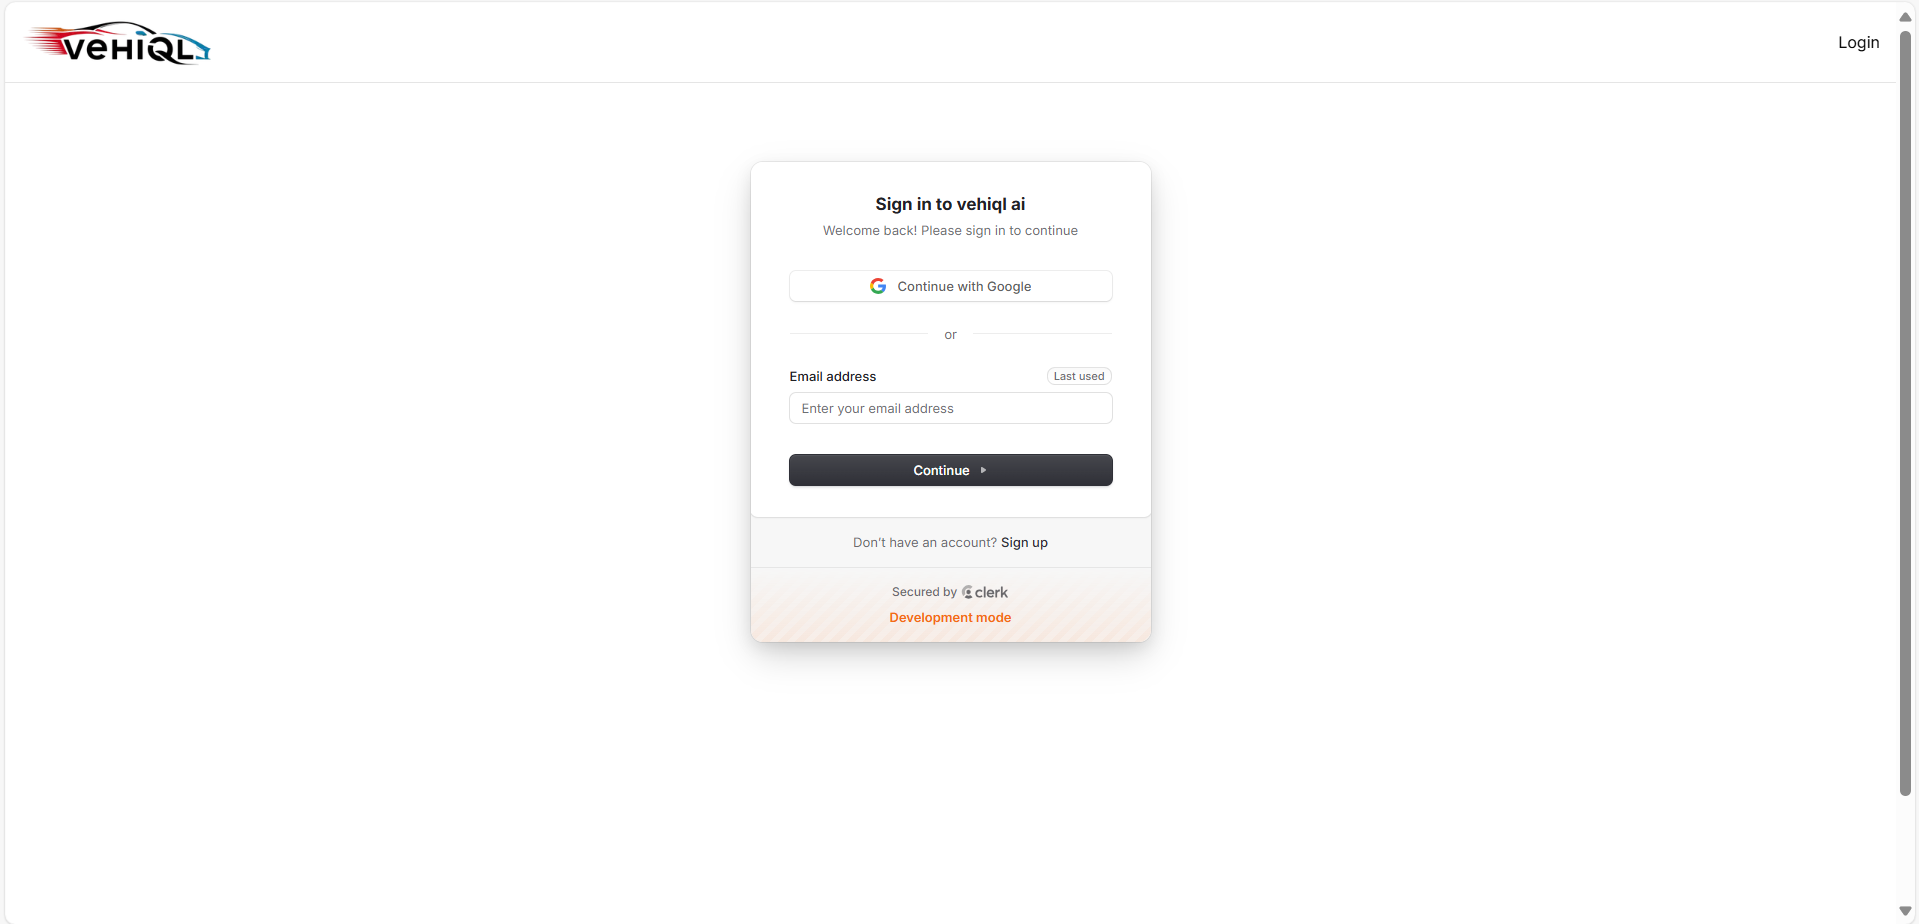 VEHIQL
Login
Sign in to vehiql ai
Welcome back! Please sign in to continue
Continue with Google
or
Email address
Last used
Enter your email address
Continue
Don't have an account? Sign up
Secured by clerk
Development mode